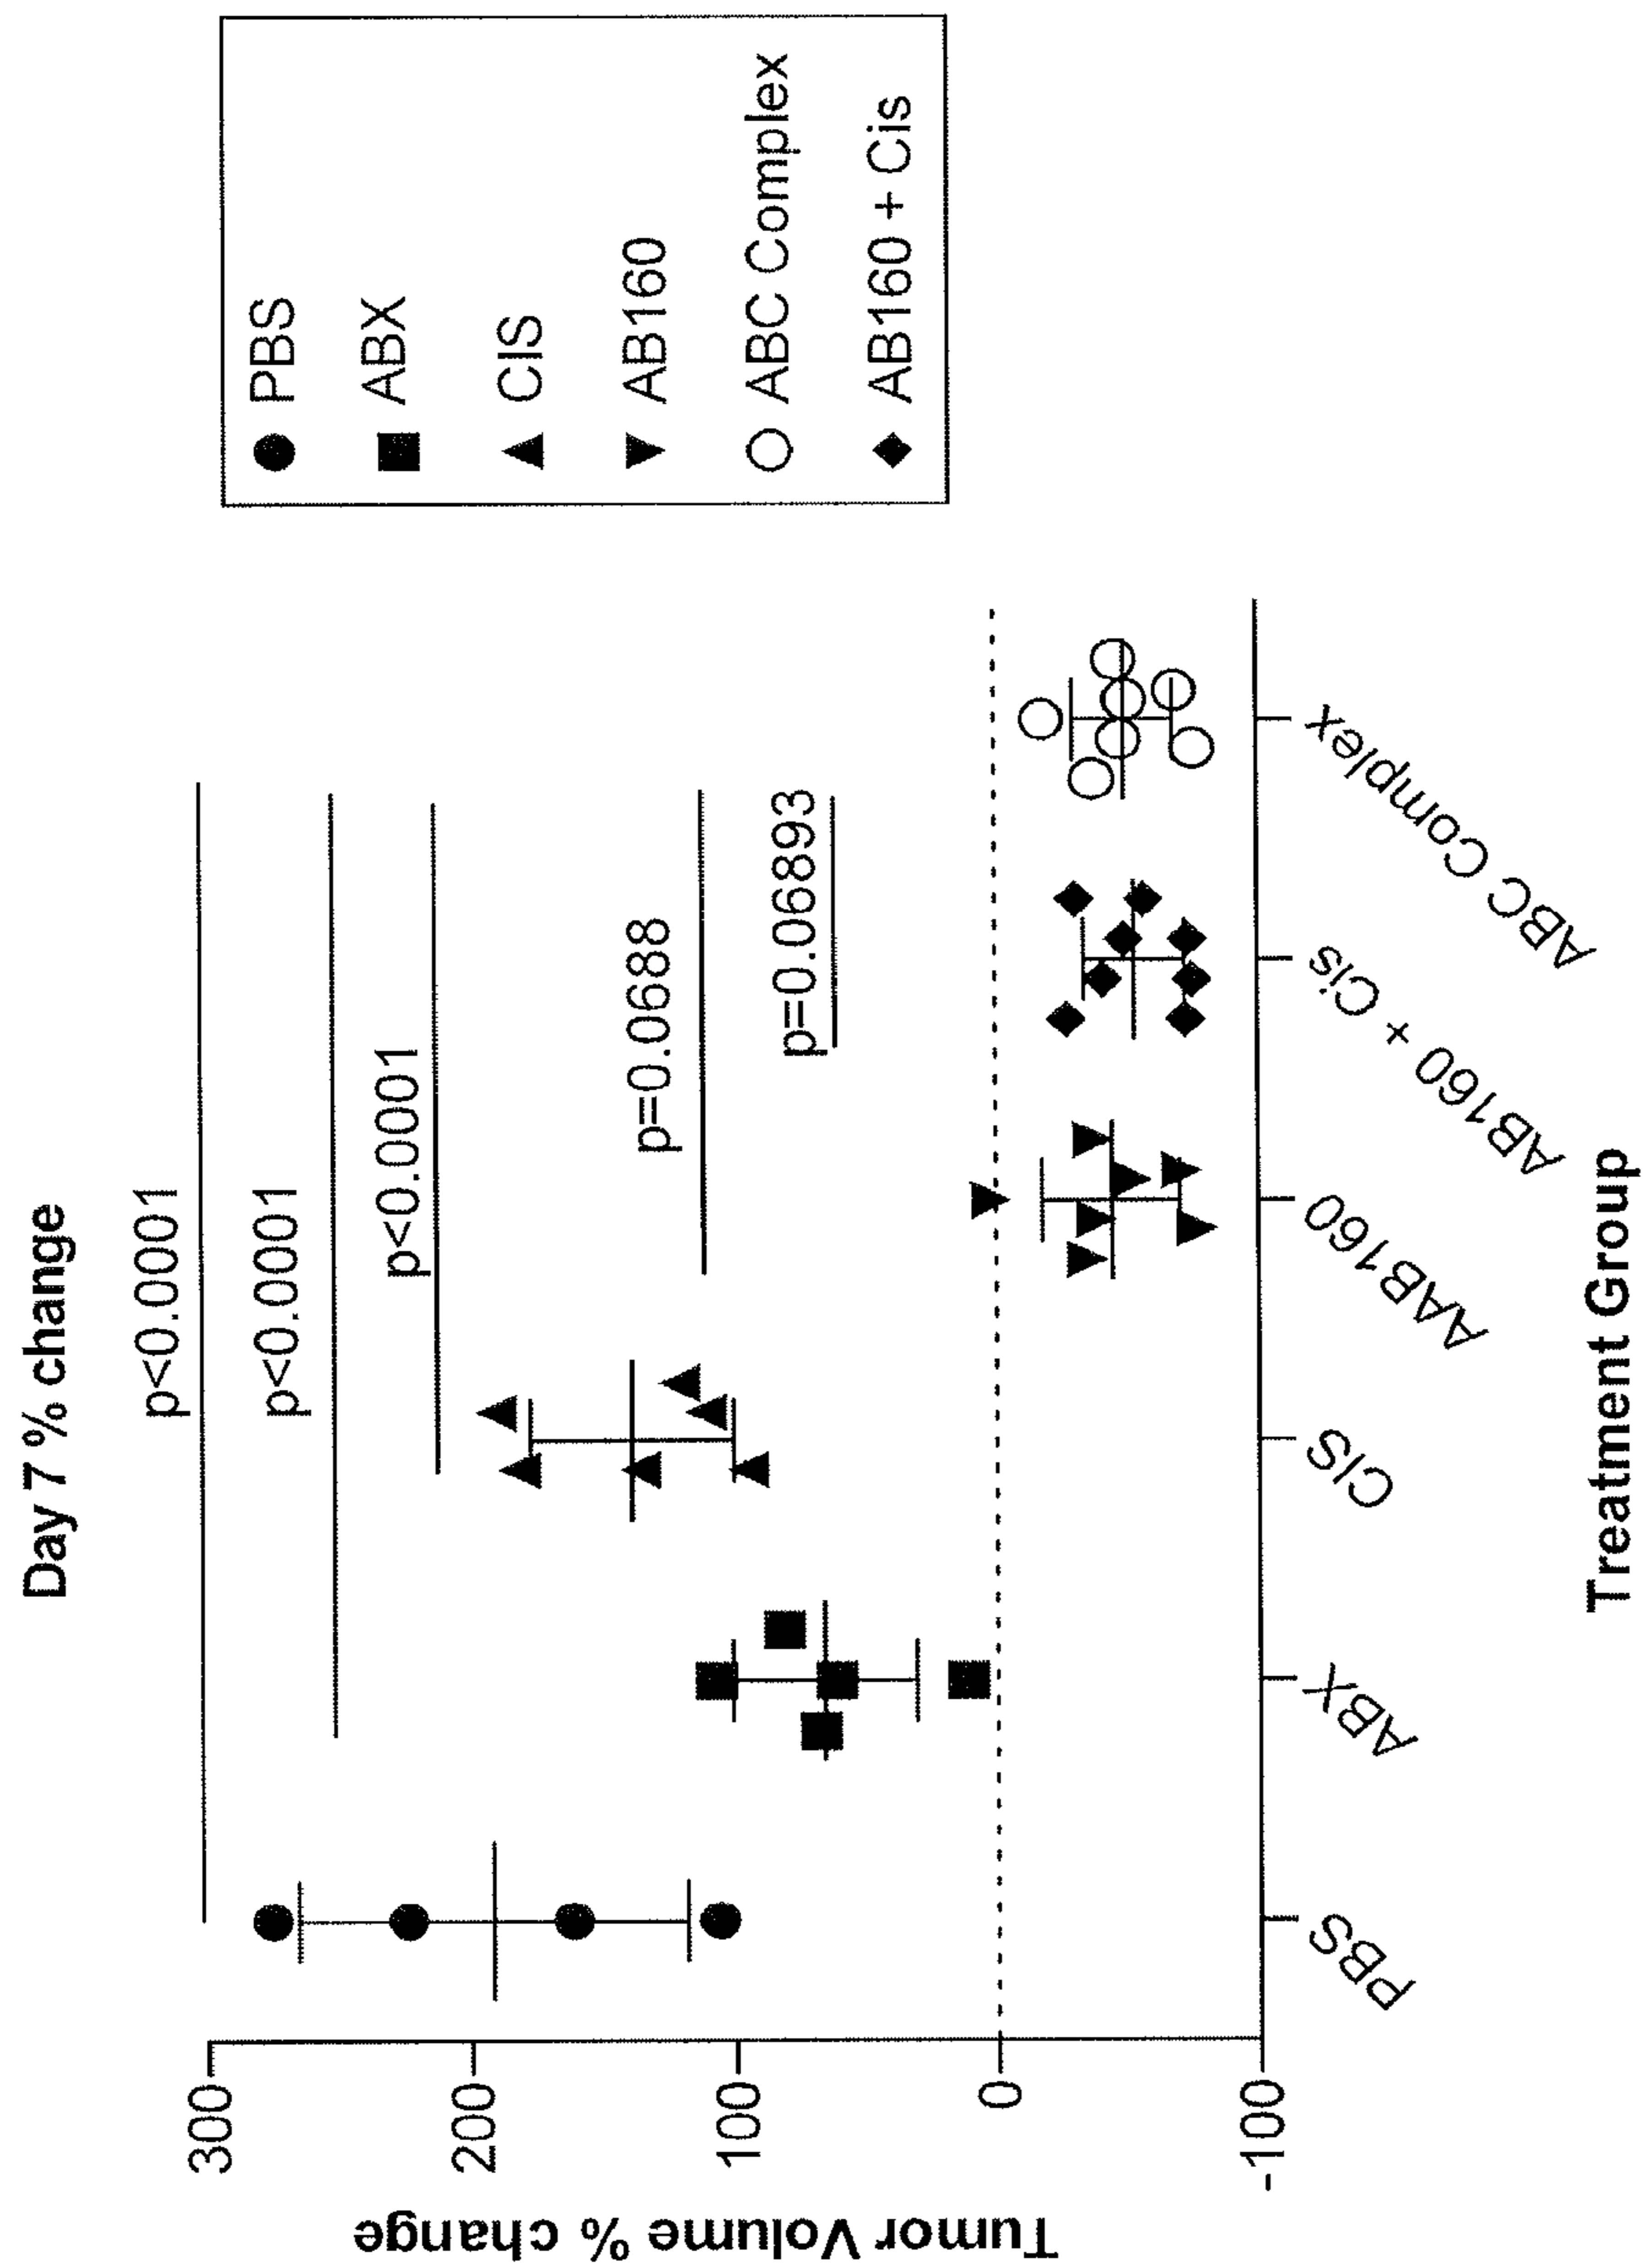 Day 7 % change
p<0.0001
p<0.0001
p<0.0001
p=0.0688
p=0.06893
300
200
100
0
-100
Tumor Volume % change
PBS
ABX
CIS
AAB160
AB160 + Cis
ABC Complex
Treatment Group
PBS
ABX
CIS
AB160
ABC Complex
AB160 + Cis